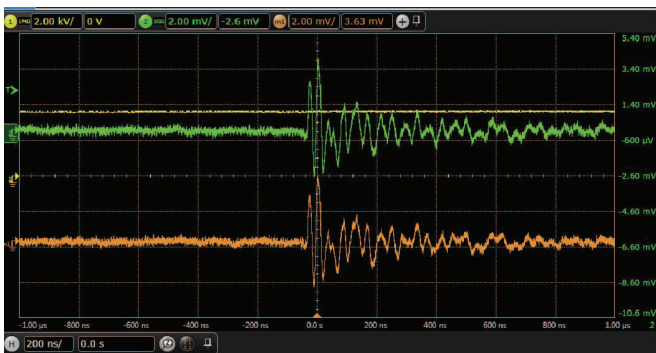 1 1MΩ 2.00 kV/ 0 V 2 50Ω 2.00 mV/ -2.6 mV m1 2.00 mV/ 3.63 mV
5.40 mV
3.40 mV
T
1.40 mV
-600 µV
-2.60 mV
-4.60 mV
-6.60 mV
-8.60 mV
-10.6 mV
-1.00 µs -800 ns -600 ns -400 ns -200 ns 0.0 s 200 ns 400 ns 600 ns 800 ns 1.00 µs 2
H 200 ns/ 0.0 s